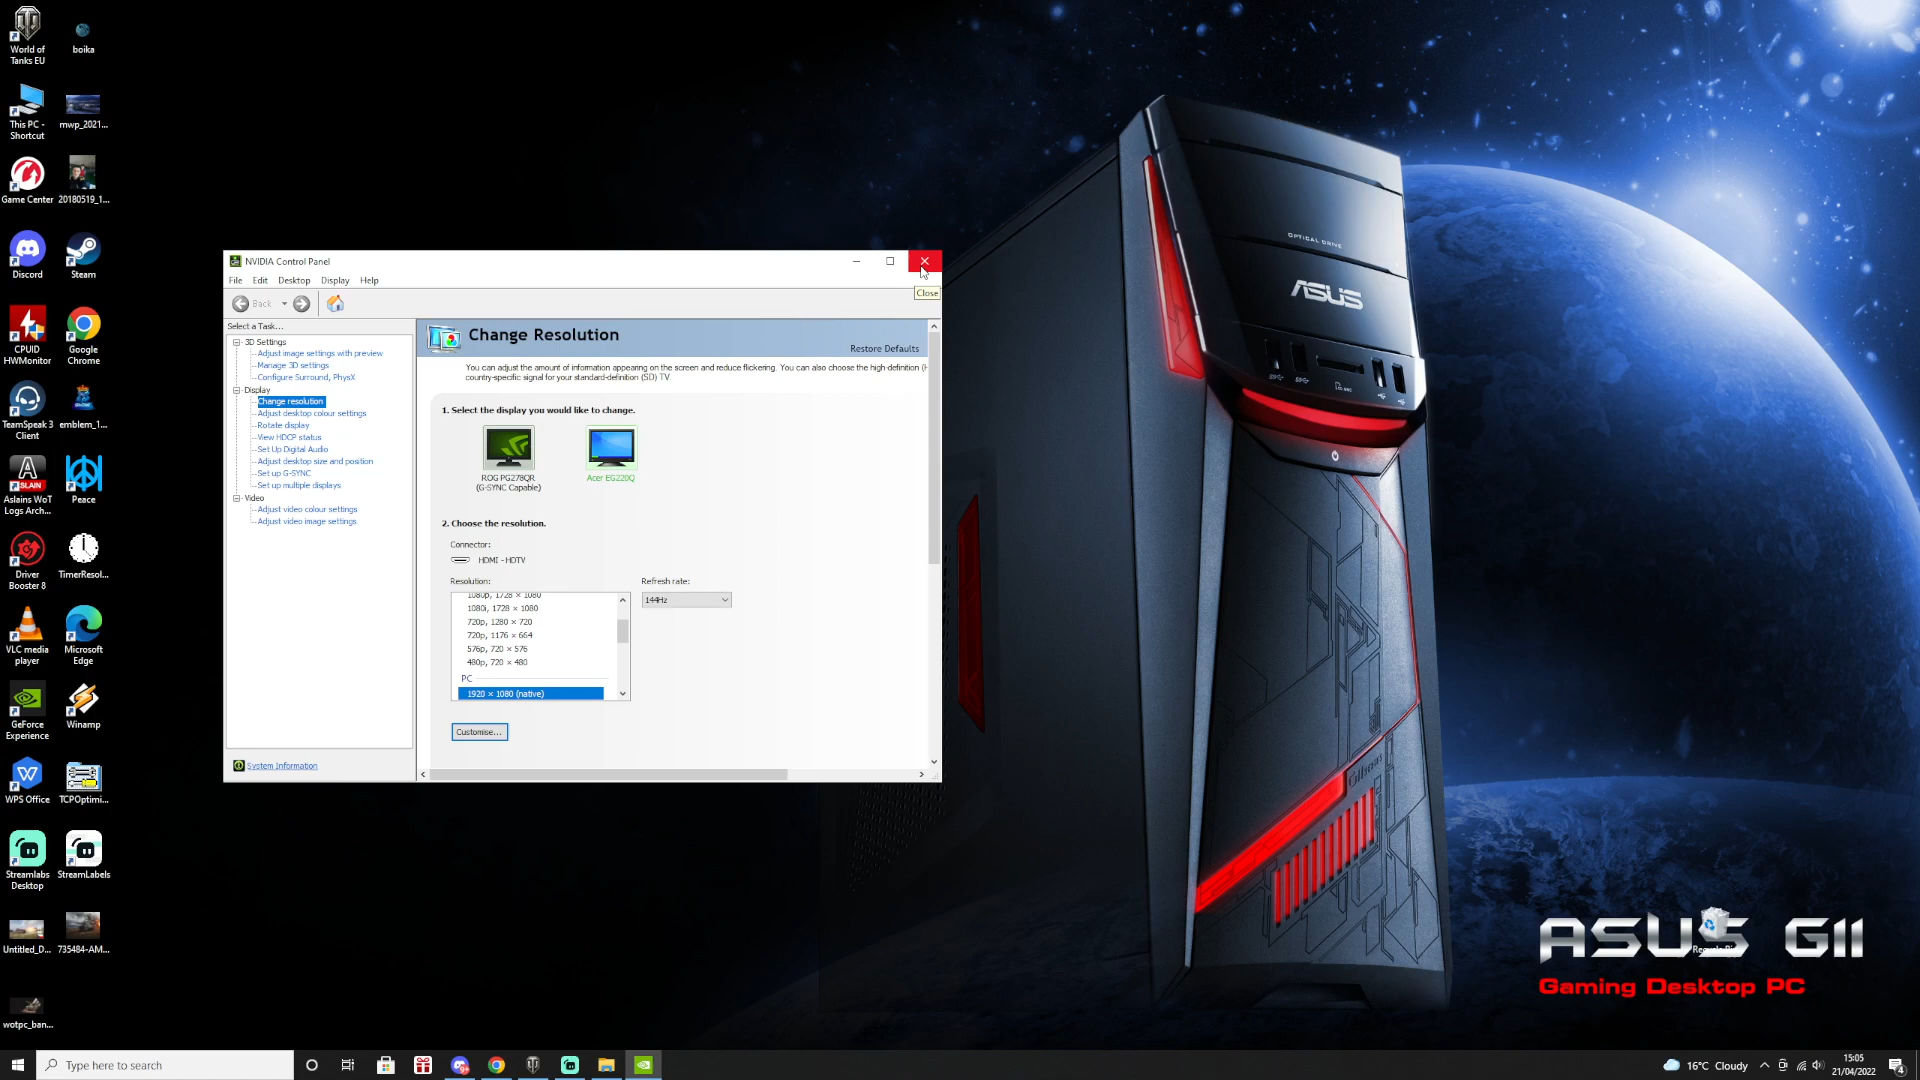 World of
Tanks EU
boika
This PC -
Shortcut
mwp_2021...
Game Center
20180519_1...
Discord
Steam
CPUID
HWMonitor
Google
Chrome
TeamSpeak 3
Client
emblem_1...
A
SLAIN
Aslains WoT
Logs Arch...
Peace
Driver
Booster 8
TimerResol...
VLC media
player
Microsoft
Edge
GeForce
Experience
Winamp
WPS Office
TCPOptimi...
Streamlabs
Desktop
StreamLabels
Untitled_D...
735484-AM...
wotpc_ban...
NVIDIA Control Panel
Close
File Edit Desktop Display Help
Back
Select a Task...
3D Settings
Adjust image settings with preview
Manage 3D settings
Configure Surround, PhysX
Display
Change resolution
Adjust desktop colour settings
Rotate display
View HDCP status
Set Up Digital Audio
Adjust desktop size and position
Set up G-SYNC
Set up multiple displays
Video
Adjust video colour settings
Adjust video image settings
System Information
Change Resolution
Restore Defaults
You can adjust the amount of information appearing on the screen and reduce flickering. You can also choose the high-definition (H
country-specific signal for your standard-definition (SD) TV.
1. Select the display you would like to change.
ROG PG278QR
(G-SYNC Capable)
Acer EG220Q
2. Choose the resolution.
Connector:
HDMI - HDTV
Resolution:
Refresh rate:
1080p, 1728 × 1080
1080i, 1728 × 1080
720p, 1280 × 720
720p, 1176 × 664
576p, 720 × 576
480p, 720 × 480
PC
1920 × 1080 (native)
144Hz
Customise...
OPTICAL DRIVE
ASUS
ASUS G11
Gaming Desktop PC
Type here to search
16°C Cloudy
15:05
21/04/2022
4